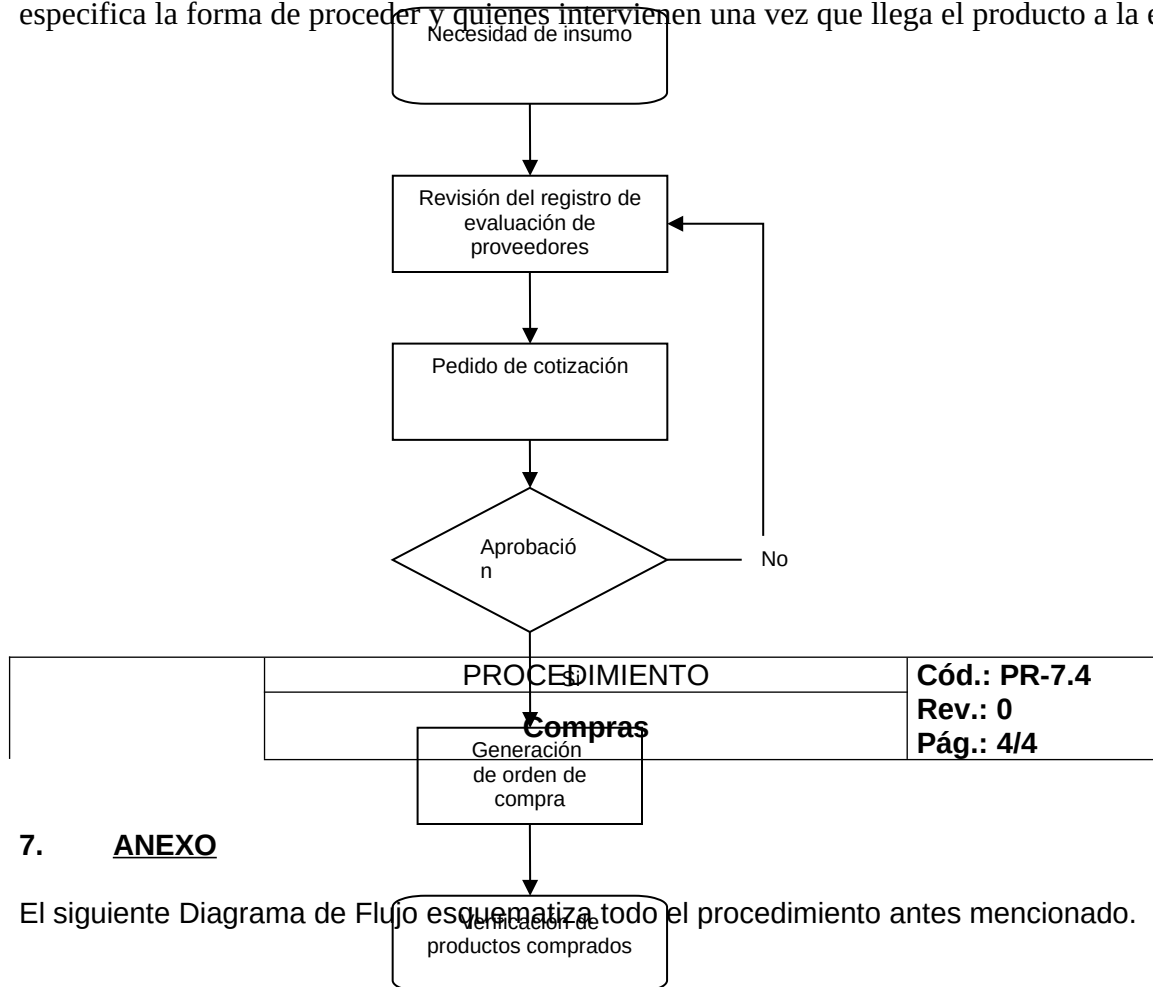 especifica la forma de proceder y quienes intervienen una vez que llega el producto a la e
Necesidad de insumo
Revisión del registro de
evaluación de
proveedores
Pedido de cotización
Aprobació
n
No
PROCEDIMIENTO
Si
Cód.: PR-7.4
Rev.: 0
Pág.: 4/4
Compras
Generación
de orden de
compra
7. ANEXO
El siguiente Diagrama de Flujo esquematiza todo el procedimiento antes mencionado.
Verificación de
productos comprados